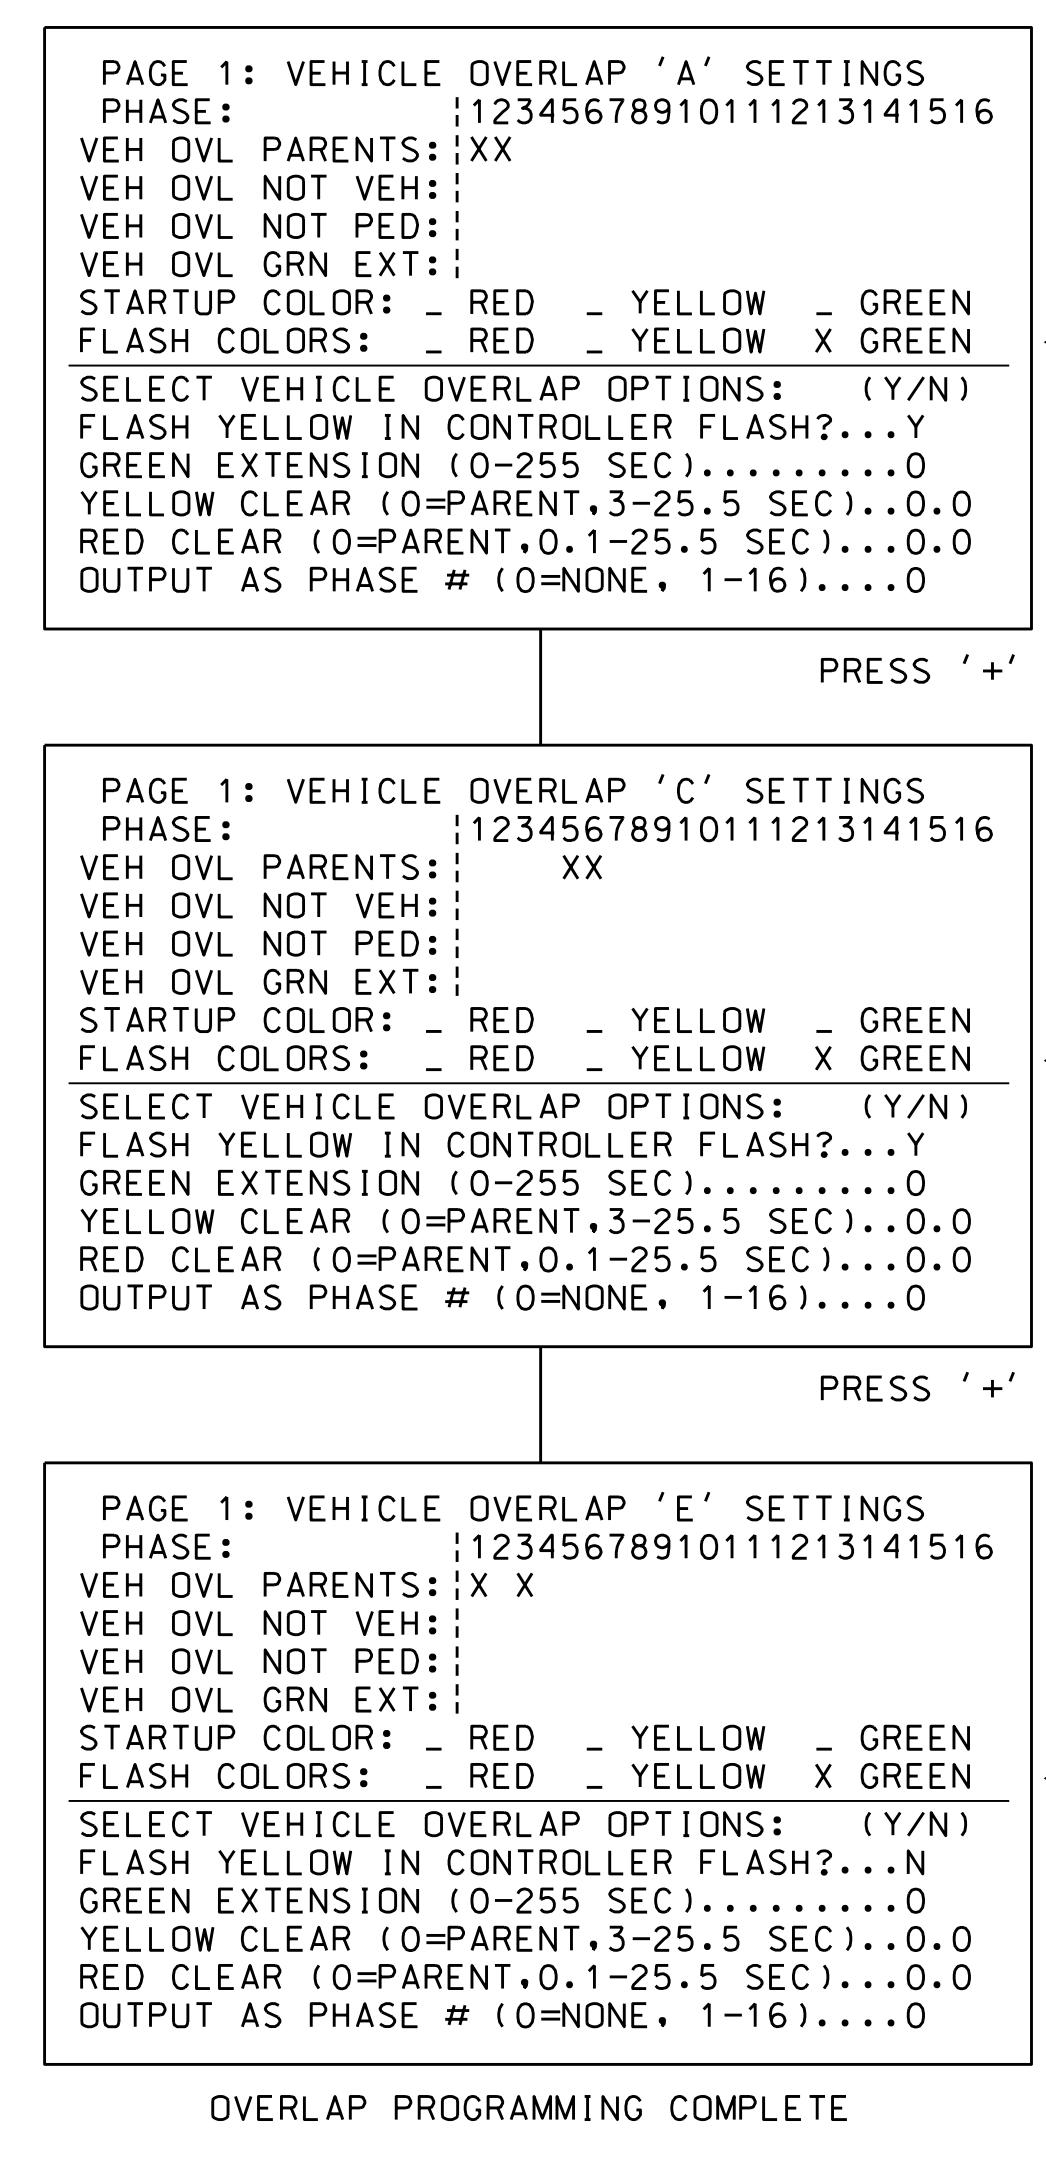 PAGE 1: VEHICLE OVERLAP 'A' SETTINGS
PHASE: ¦12345678910111213141516
VEH OVL PARENTS:¦XX
VEH OVL NOT VEH:¦
VEH OVL NOT PED:¦
VEH OVL GRN EXT:¦
STARTUP COLOR: _ RED _ YELLOW _ GREEN
FLASH COLORS: _ RED _ YELLOW X GREEN
SELECT VEHICLE OVERLAP OPTIONS: (Y/N)
FLASH YELLOW IN CONTROLLER FLASH?...Y
GREEN EXTENSION (0-255 SEC).........0
YELLOW CLEAR (0=PARENT,3-25.5 SEC)..0.0
RED CLEAR (0=PARENT,0.1-25.5 SEC)...0.0
OUTPUT AS PHASE # (0=NONE, 1-16)....0
PRESS '+'
PAGE 1: VEHICLE OVERLAP 'C' SETTINGS
PHASE: ¦12345678910111213141516
VEH OVL PARENTS:¦    XX
VEH OVL NOT VEH:¦
VEH OVL NOT PED:¦
VEH OVL GRN EXT:¦
STARTUP COLOR: _ RED _ YELLOW _ GREEN
FLASH COLORS: _ RED _ YELLOW X GREEN
SELECT VEHICLE OVERLAP OPTIONS: (Y/N)
FLASH YELLOW IN CONTROLLER FLASH?...Y
GREEN EXTENSION (0-255 SEC).........0
YELLOW CLEAR (0=PARENT,3-25.5 SEC)..0.0
RED CLEAR (0=PARENT,0.1-25.5 SEC)...0.0
OUTPUT AS PHASE # (0=NONE, 1-16)....0
PRESS '+'
PAGE 1: VEHICLE OVERLAP 'E' SETTINGS
PHASE: ¦12345678910111213141516
VEH OVL PARENTS:¦X X
VEH OVL NOT VEH:¦
VEH OVL NOT PED:¦
VEH OVL GRN EXT:¦
STARTUP COLOR: _ RED _ YELLOW _ GREEN
FLASH COLORS: _ RED _ YELLOW X GREEN
SELECT VEHICLE OVERLAP OPTIONS: (Y/N)
FLASH YELLOW IN CONTROLLER FLASH?...N
GREEN EXTENSION (0-255 SEC).........0
YELLOW CLEAR (0=PARENT,3-25.5 SEC)..0.0
RED CLEAR (0=PARENT,0.1-25.5 SEC)...0.0
OUTPUT AS PHASE # (0=NONE, 1-16)....0
OVERLAP PROGRAMMING COMPLETE